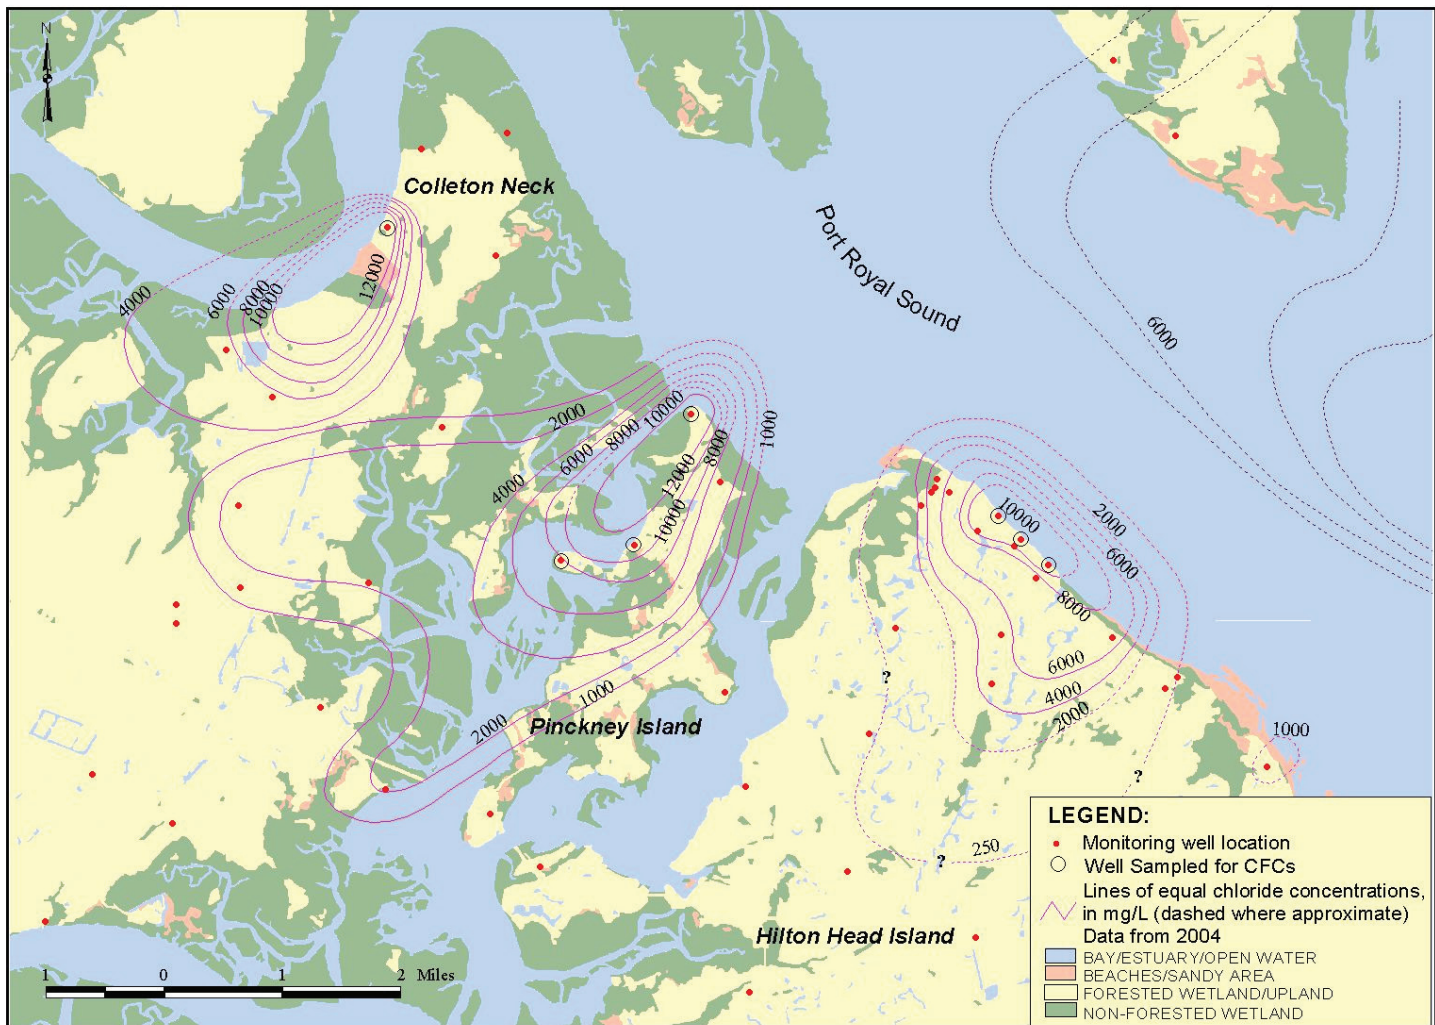 N
Colleton Neck
Port Royal Sound
12000
4000
6000
8000
10000
6000
2000
10000
1000
8000
6000
8000
4000
12000
10000
10000
2000
6000
8000
6000
4000
2000
?
2000
1000
Pinckney Island
?
1000
250
?
Hilton Head Island
1 0 1 2 Miles
LEGEND:
Monitoring well location
Well Sampled for CFCs
Lines of equal chloride concentrations,
in mg/L (dashed where approximate)
Data from 2004
BAY/ESTUARY/OPEN WATER
BEACHES/SANDY AREA
FORESTED WETLAND/UPLAND
NON-FORESTED WETLAND